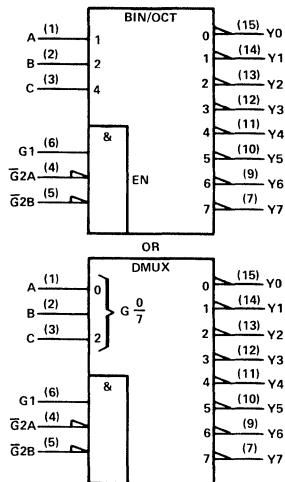 BIN/OCT
A (1) 1 0 (15) Y0
B (2) 2 1 (14) Y1
C (3) 4 2 (13) Y2
3 (12) Y3
& 4 (11) Y4
G1 (6) 5 (10) Y5
G̅2A (4) EN 6 (9) Y6
G̅2B (5) 7 (7) Y7
OR
DMUX
A (1) 0 0 (15) Y0
B (2) G 0/7 1 (14) Y1
C (3) 2 2 (13) Y2
3 (12) Y3
& 4 (11) Y4
G1 (6) 5 (10) Y5
G̅2A (4) 6 (9) Y6
G̅2B (5) 7 (7) Y7